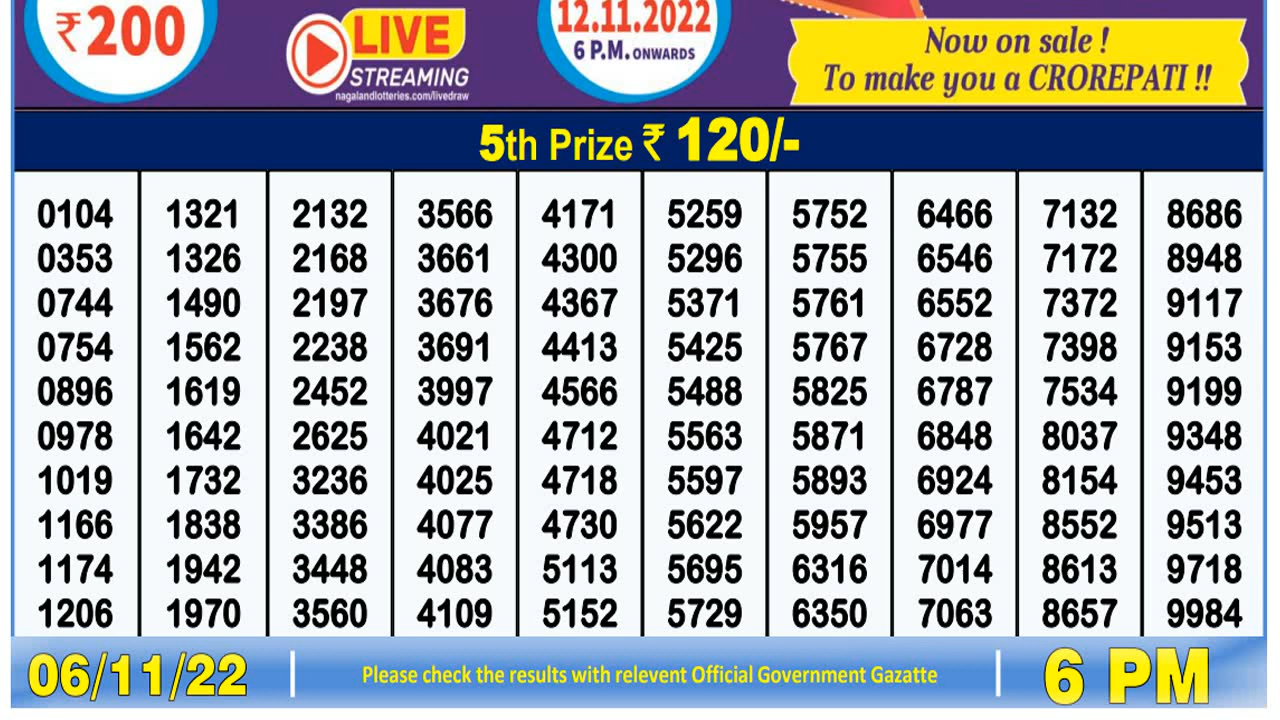 ₹200
LIVE
STREAMING
nagalandlotteries.com/livedraw
12.11.2022
6 P.M. ONWARDS
Now on sale !
To make you a CROREPATI !!
5th Prize ₹ 120/-
0104 1321 2132 3566 4171 5259 5752 6466 7132 8686
0353 1326 2168 3661 4300 5296 5755 6546 7172 8948
0744 1490 2197 3676 4367 5371 5761 6552 7372 9117
0754 1562 2238 3691 4413 5425 5767 6728 7398 9153
0896 1619 2452 3997 4566 5488 5825 6787 7534 9199
0978 1642 2625 4021 4712 5563 5871 6848 8037 9348
1019 1732 3236 4025 4718 5597 5893 6924 8154 9453
1166 1838 3386 4077 4730 5622 5957 6977 8552 9513
1174 1942 3448 4083 5113 5695 6316 7014 8613 9718
1206 1970 3560 4109 5152 5729 6350 7063 8657 9984
06/11/22 | Please check the results with relevent Official Government Gazatte | 6 PM